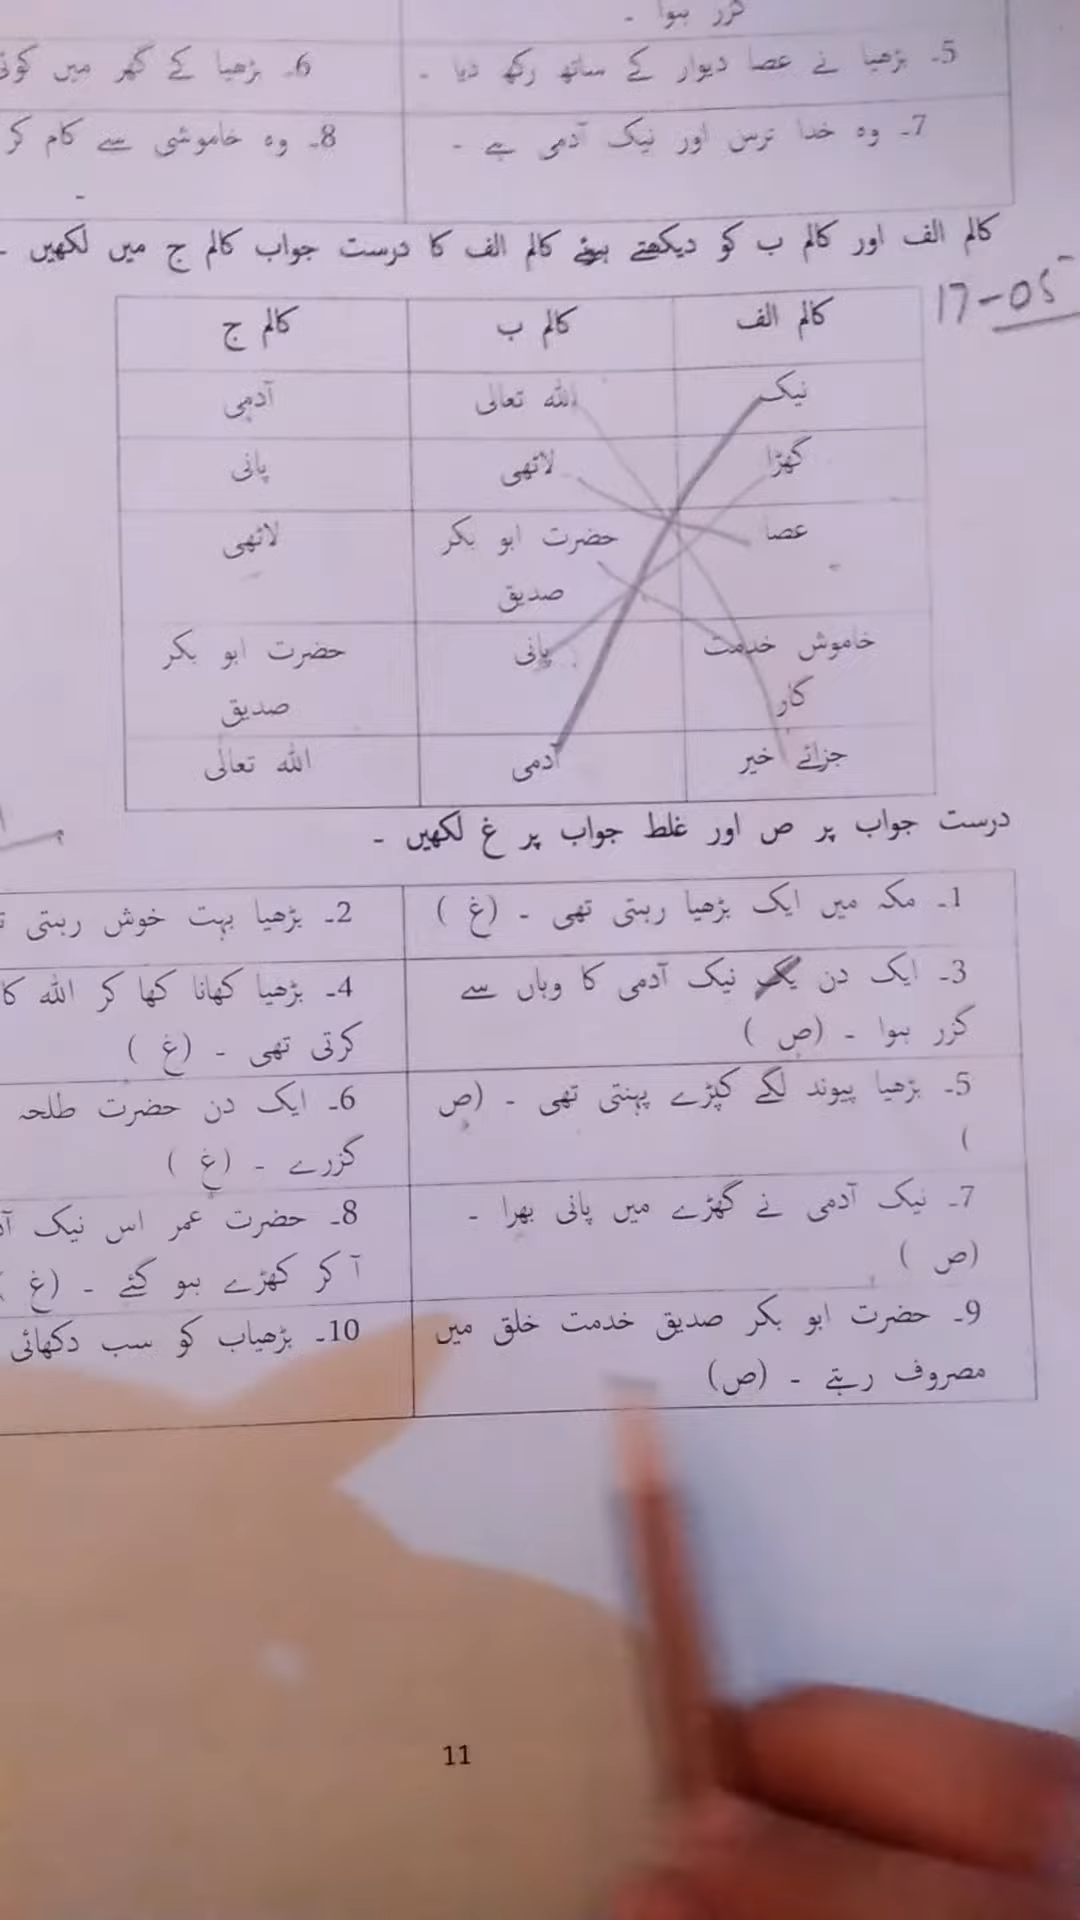 گزر ہوا ۔
5۔ بڑھیا نے عصا دیوار کے ساتھ رکھ دیا ۔
6۔ بڑھیا کے گھر میں کوئی
7۔ وہ خدا ترس اور نیک آدمی ہے ۔
8۔ وہ خاموشی سے کام کر
۔
کالم الف اور کالم ب کو دیکھتے ہوئے کالم الف کا درست جواب کالم ج میں لکھیں ۔
17-05
کالم الف کالم ب کالم ج
نیک اللہ تعالی آدمی
گھڑا لاٹھی پانی
عصا حضرت ابو بکر لاٹھی
صدیق
خاموش خدمت پانی حضرت ابو بکر
کار صدیق
جزائے خیر آدمی اللہ تعالی
درست جواب پر ص اور غلط جواب پر غ لکھیں ۔
1۔ مکہ میں ایک بڑھیا رہتی تھی ۔ (غ )
2۔ بڑھیا بہت خوش رہتی
3۔ ایک دن یک نیک آدمی کا وہاں سے
گزر ہوا ۔ (ص )
4۔ بڑھیا کھانا کھا کر اللہ کا
کرتی تھی ۔ (غ )
5۔ بڑھیا پیوند لگے کپڑے پہنتی تھی ۔ (ص
)
6۔ ایک دن حضرت طلحہ
گزرے ۔ (غ )
7۔ نیک آدمی نے گھڑے میں پانی بھرا ۔
(ص )
8۔ حضرت عمر اس نیک
آ کر کھڑے ہو گئے ۔ (غ )
9۔ حضرت ابو بکر صدیق خدمت خلق میں
مصروف رہتے ۔ (ص)
10۔ بڑھیاب کو سب دکھائی
11